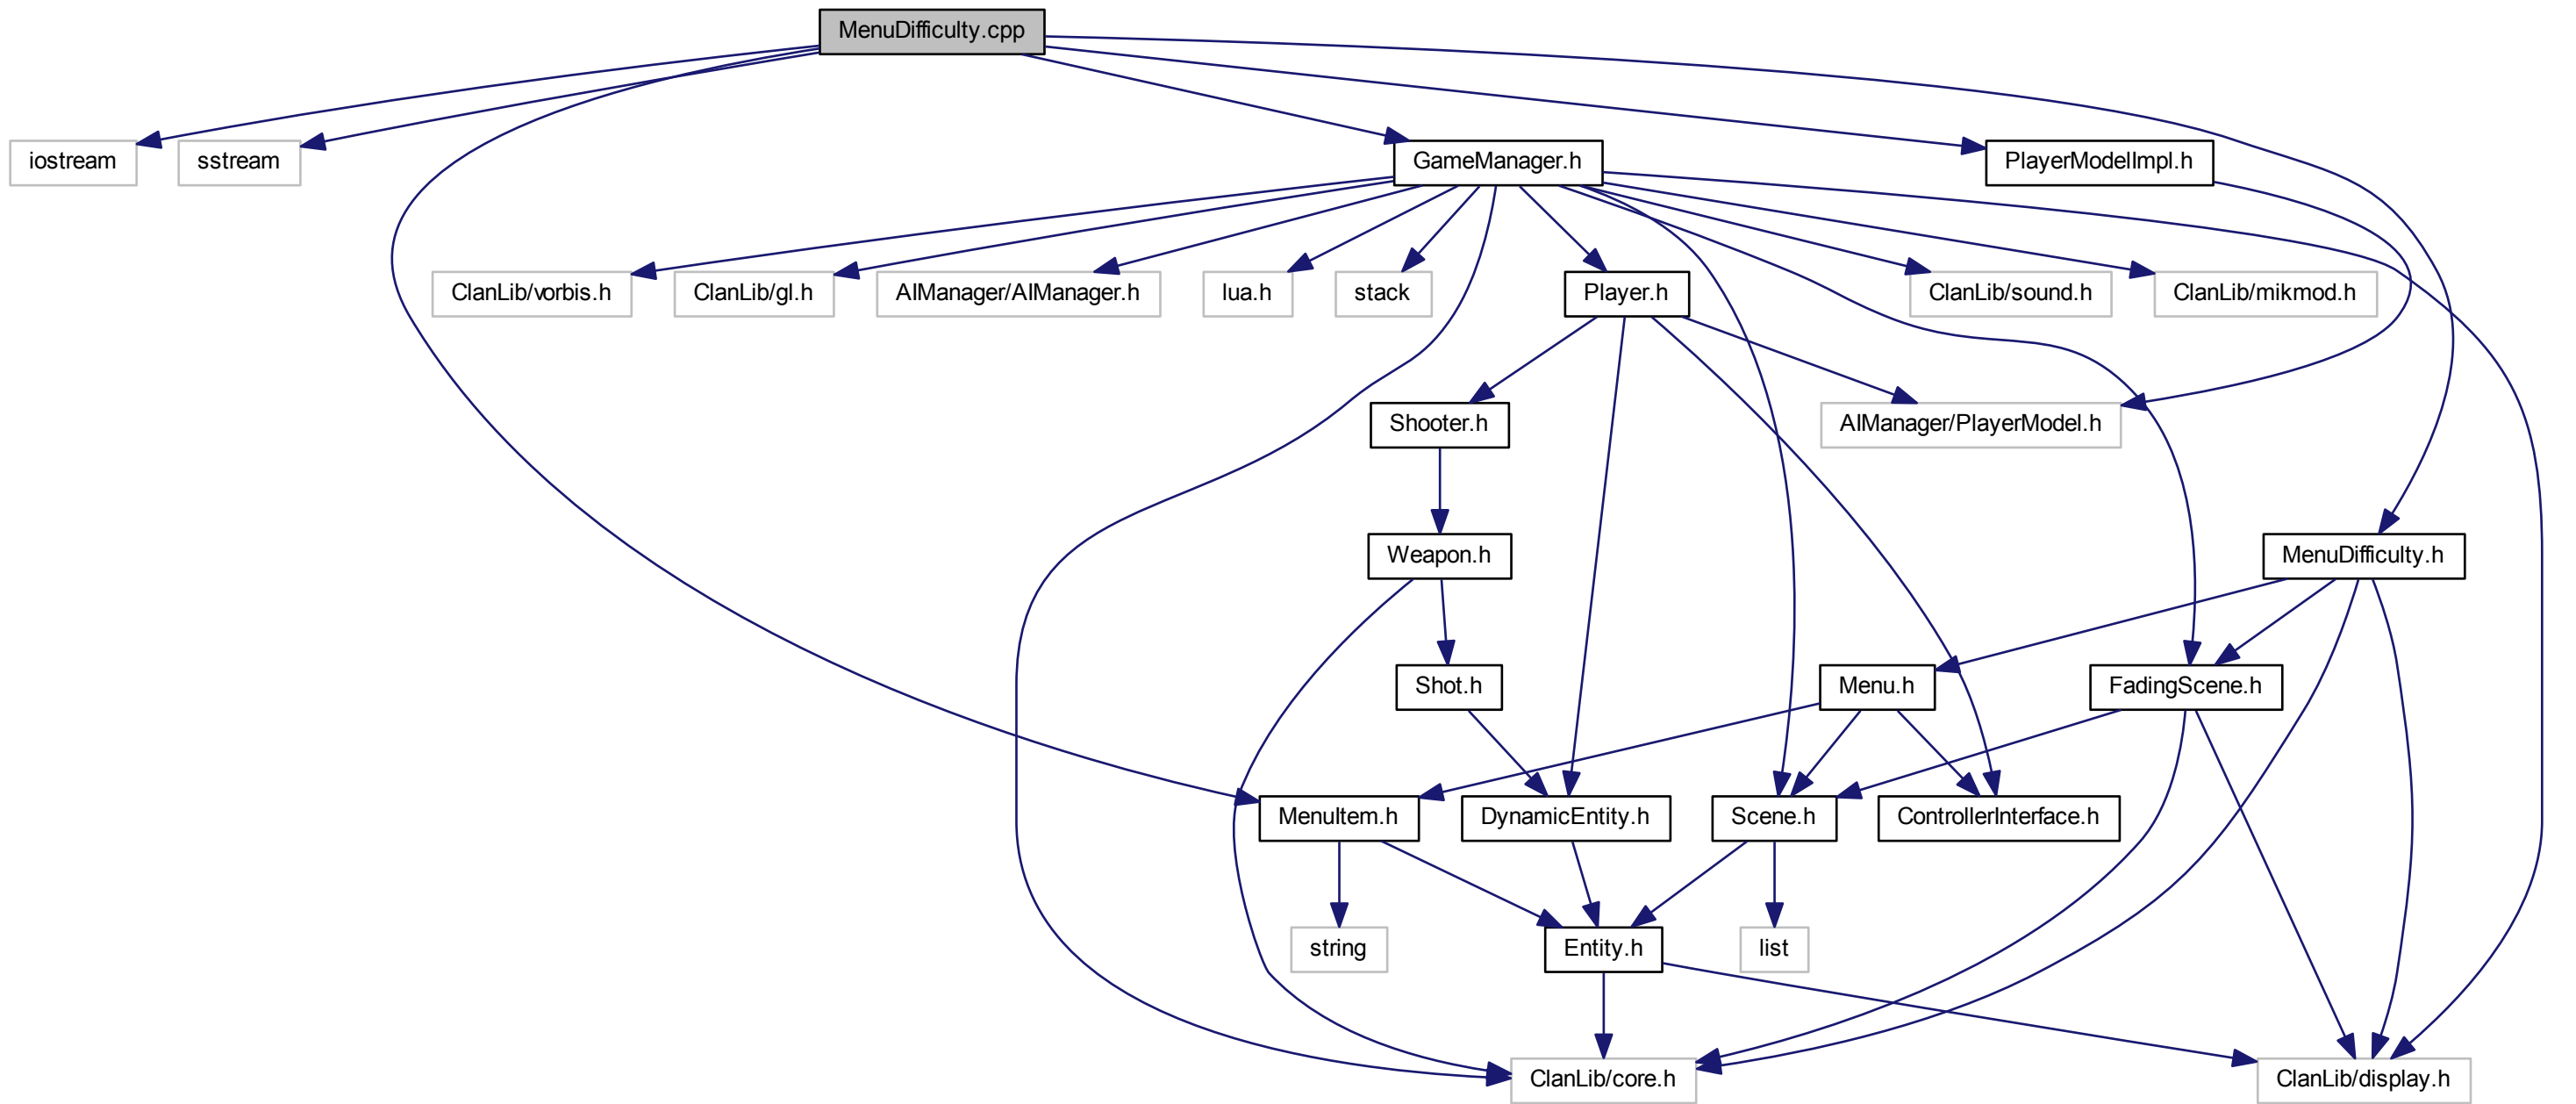 MenuDifficulty.cpp
iostream
sstream
GameManager.h
PlayerModelImpl.h
ClanLib/vorbis.h
ClanLib/gl.h
AIManager/AIManager.h
lua.h
stack
Player.h
ClanLib/sound.h
ClanLib/mikmod.h
Shooter.h
AIManager/PlayerModel.h
Weapon.h
MenuDifficulty.h
Shot.h
Menu.h
FadingScene.h
MenuItem.h
DynamicEntity.h
Scene.h
ControllerInterface.h
string
Entity.h
list
ClanLib/core.h
ClanLib/display.h